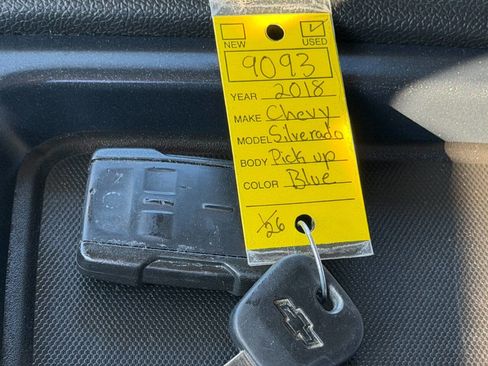 NEW USED
9093
YEAR 2018
MAKE Chevy
MODEL Silverado
BODY Pick up
COLOR Blue
1/26